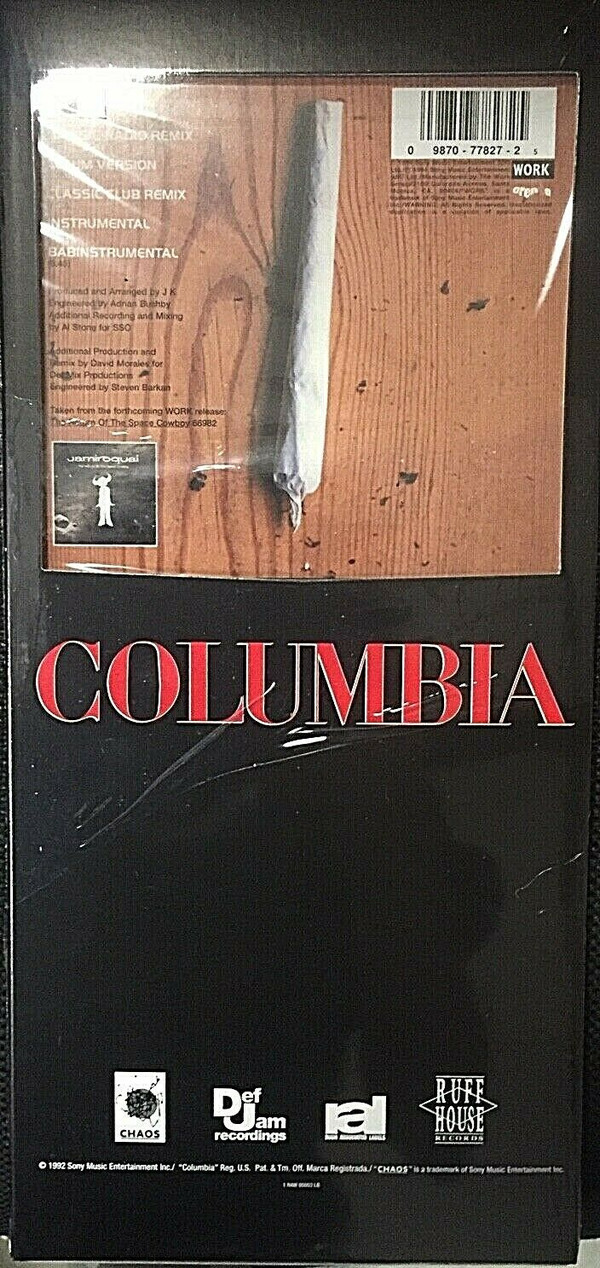 RADIO REMIX
VERSION
CLASSIC CLUB REMIX
INSTRUMENTAL
BABINSTRUMENTAL
Produced and Arranged by J K
Engineered by Adrian Bushby
Additional Recording and Mixing
by Al Stone for SSO
Additional Production and
Remix by David Morales for
Def Mix Productions
Engineered by Steven Barkan
Taken from the forthcoming WORK release:
The Return Of The Space Cowboy 66982
jamiroquai
0 9870 - 77827 - 2 5
WORK
COLUMBIA
CHAOS
Def
Jam
recordings
ral
RUFF
HOUSE
RECORDS
© 1992 Sony Music Entertainment Inc./ "Columbia" Reg. U.S. Pat. & Tm. Off. Marca Registrada./ "CHAOS" is a trademark of Sony Music Entertainment Inc.